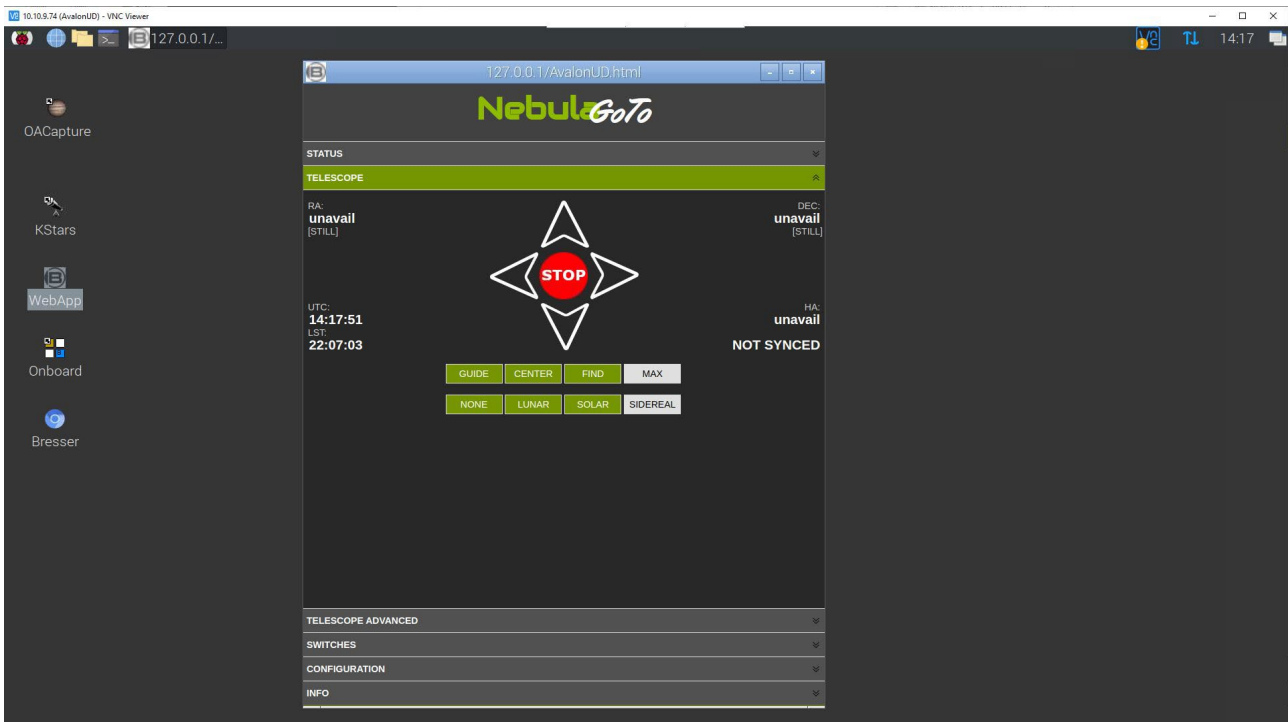 10.10.9.74 (AvalonUD) - VNC Viewer
127.0.0.1/...
14:17
OACapture
KStars
WebApp
Onboard
Bresser
127.0.0.1/AvalonUD.html
NebulaGoTo
STATUS
TELESCOPE
RA:
unavail
[STILL]
DEC:
unavail
[STILL]
STOP
UTC:
14:17:51
LST:
22:07:03
HA:
unavail
NOT SYNCED
GUIDE CENTER FIND MAX
NONE LUNAR SOLAR SIDEREAL
TELESCOPE ADVANCED
SWITCHES
CONFIGURATION
INFO